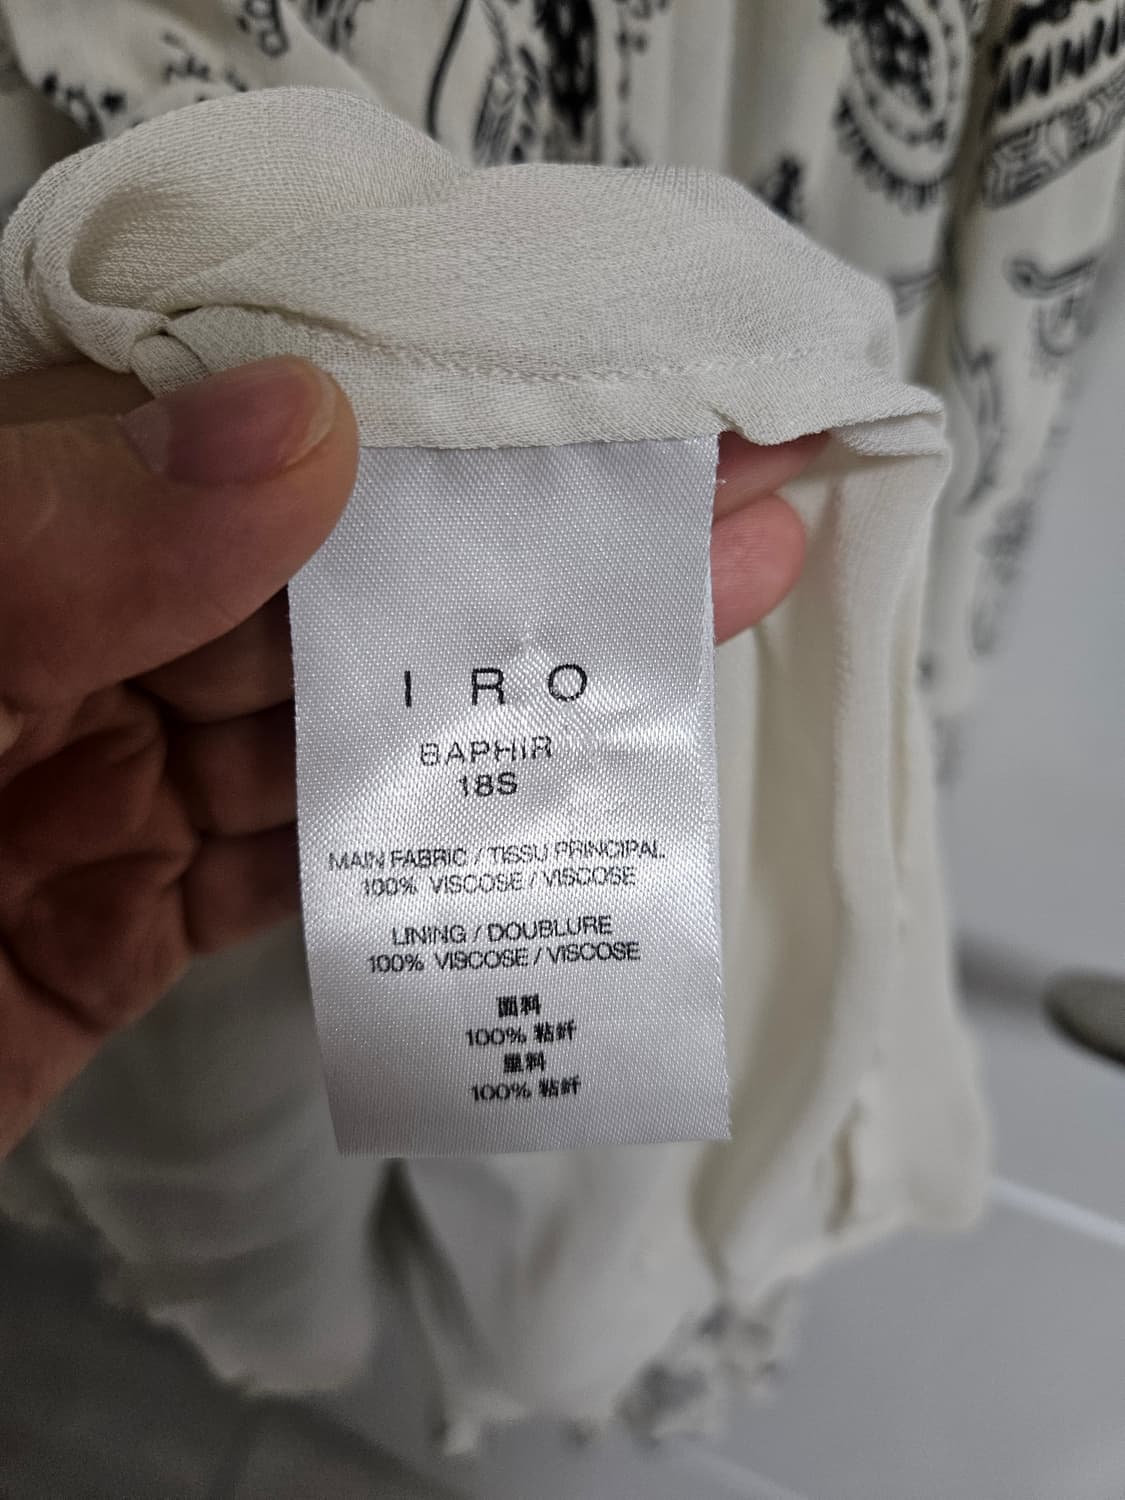 I R O
SAPHIR
18S
MAIN FABRIC / TISSU PRINCIPAL
100% VISCOSE / VISCOSE
LINING / DOUBLURE
100% VISCOSE / VISCOSE
面料
100% 粘纤
里料
100% 粘纤